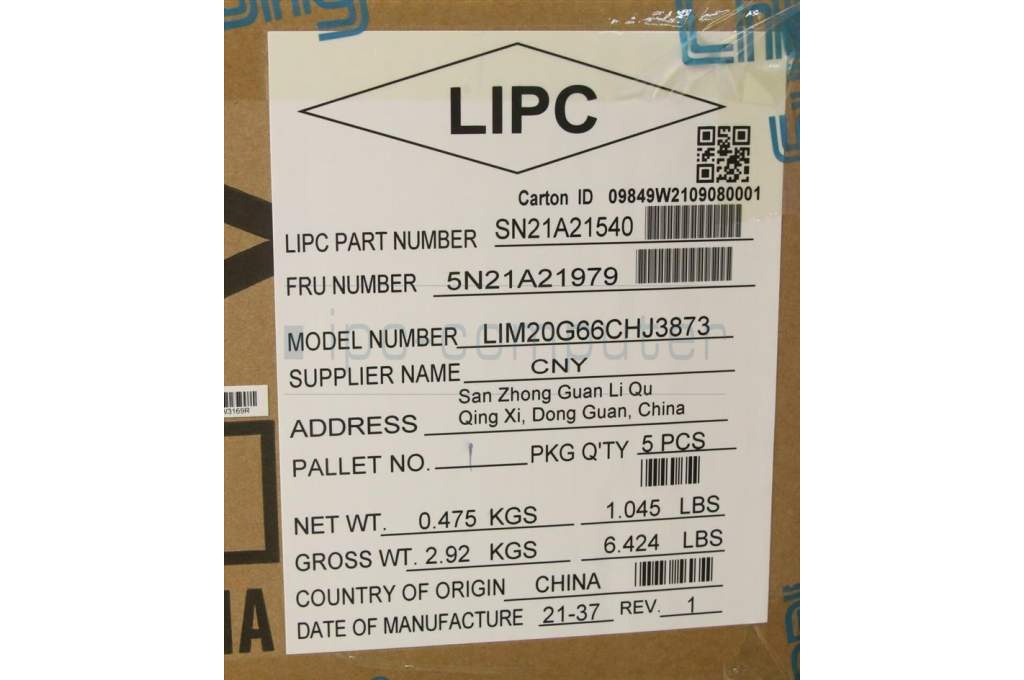 Linkg
LIPC
Carton ID 09849W2109080001
LIPC PART NUMBER SN21A21540
FRU NUMBER 5N21A21979
MODEL NUMBER LIM20G66CHJ3873
ipc-computer
SUPPLIER NAME CNY
ADDRESS San Zhong Guan Li Qu
Qing Xi, Dong Guan, China
PALLET NO. PKG Q'TY 5 PCS
NET WT. 0.475 KGS 1.045 LBS
GROSS WT. 2.92 KGS 6.424 LBS
COUNTRY OF ORIGIN CHINA
DATE OF MANUFACTURE 21-37 REV. 1